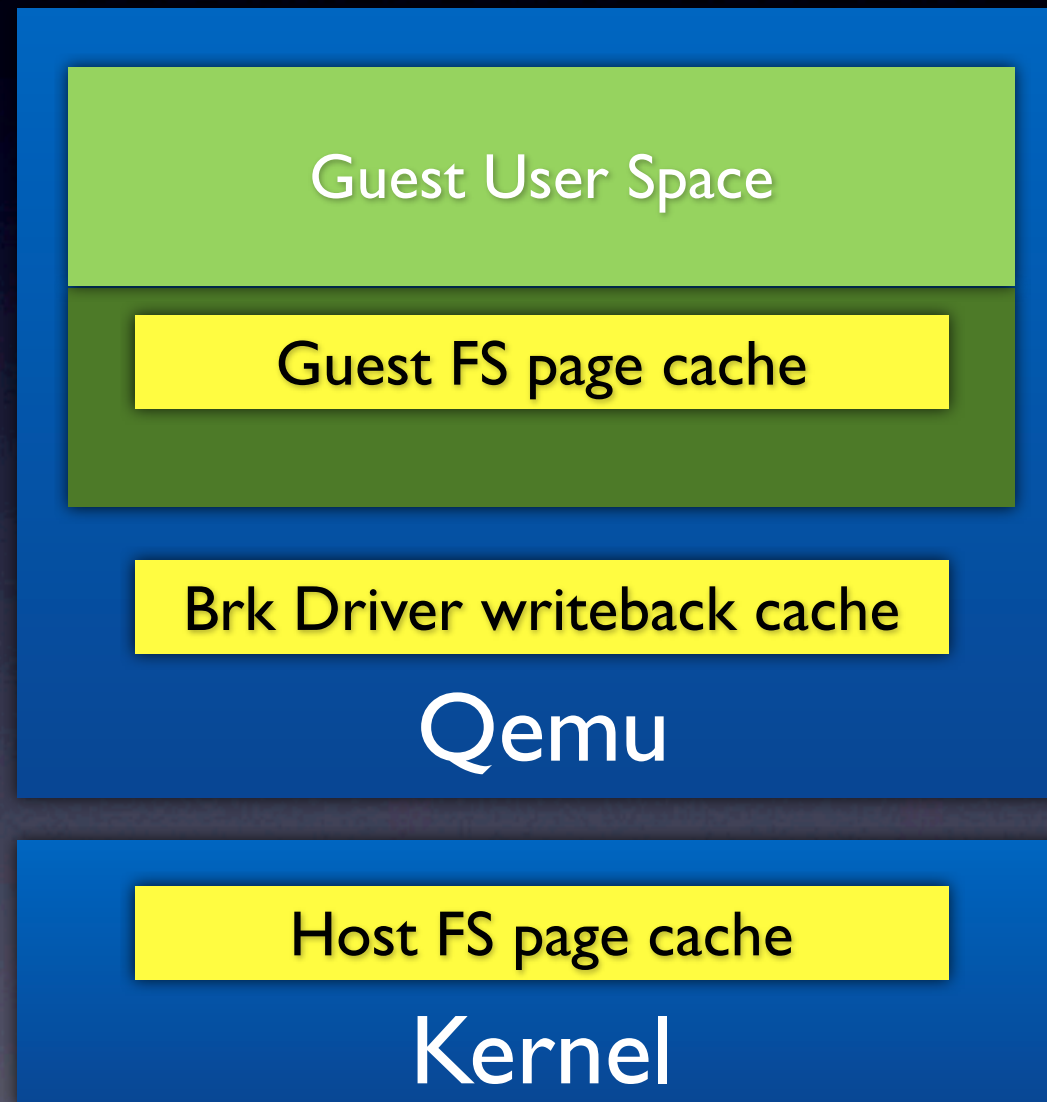 Guest User Space
Guest FS page cache
Brk Driver writeback cache
Qemu
Host FS page cache
Kernel